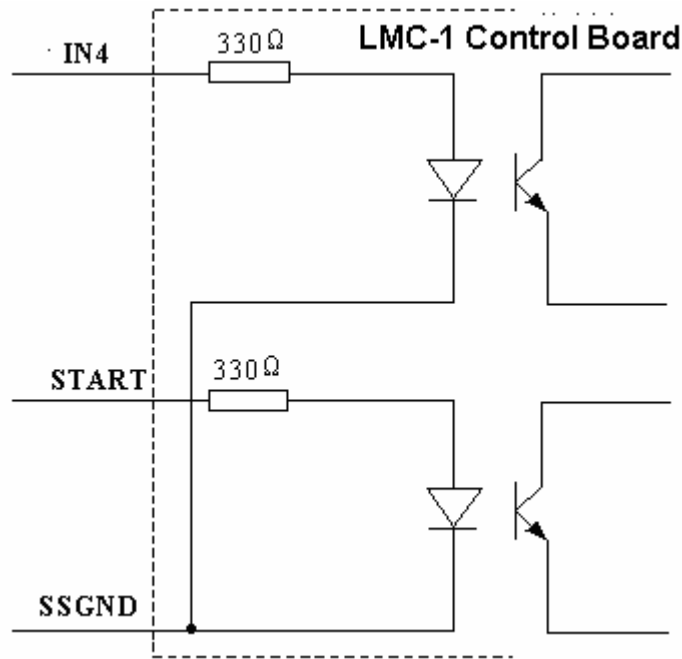 LMC-1 Control Board
IN4
330Ω
START
330Ω
SSGND